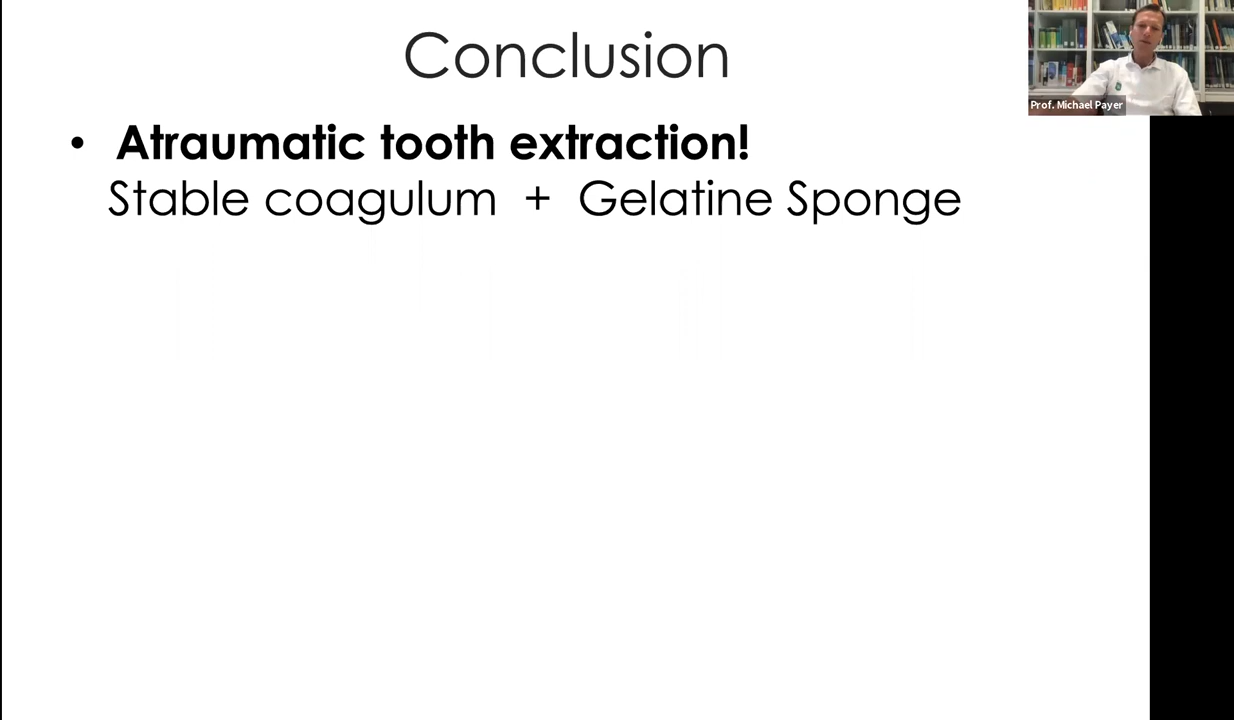 Conclusion
Prof. Michael Payer
• Atraumatic tooth extraction!
Stable coagulum + Gelatine Sponge